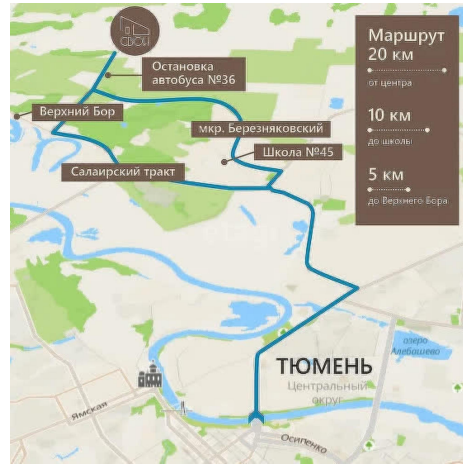 Маршрут
20 км
от центра
10 км
до школы
5 км
до Верхнего Бора
Остановка
автобуса №36
Верхний Бор
мкр. Березняковский
Школа №45
Салаирский тракт
озеро
Алебашево
ТЮМЕНЬ
Центральный
округ
Ямская
Осипенко